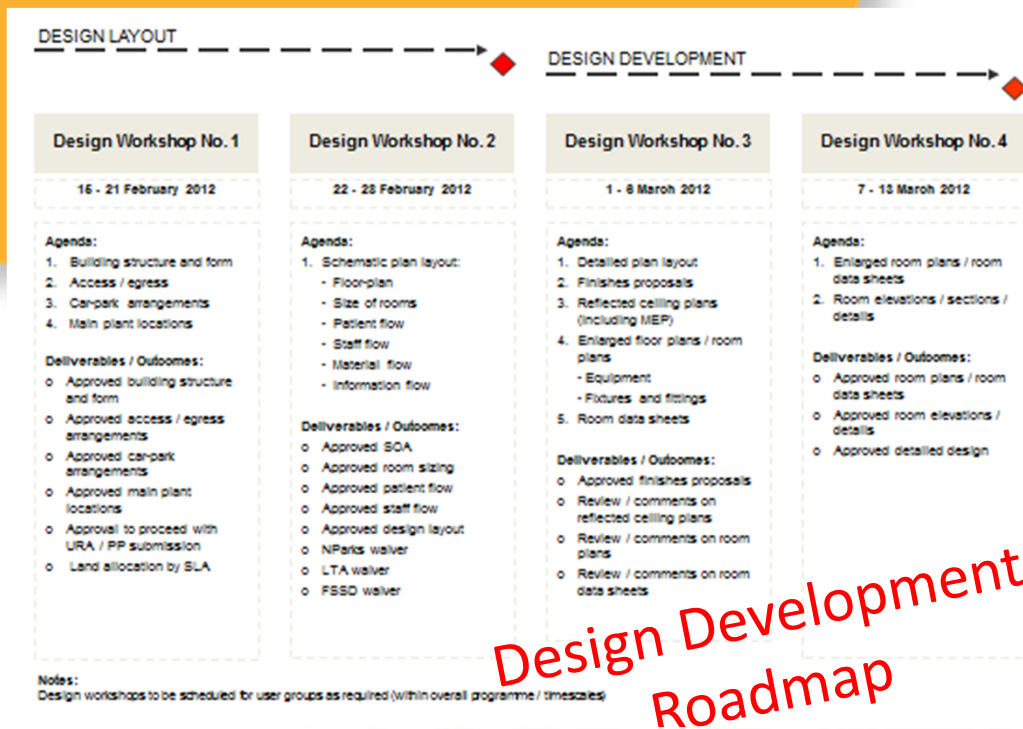 DESIGN LAYOUT
DESIGN DEVELOPMENT
Design Workshop No. 1
15 - 21 February 2012
Agenda:
1. Building structure and form
2. Access / egress
3. Car-park arrangements
4. Main plant locations
Deliverables / Outcomes:
o Approved building structure
and form
o Approved access / egress
arrangements
o Approved car-park
arrangements
o Approved main plant
locations
o Approval to proceed with
URA / PP submission
o Land allocation by SLA
Design Workshop No. 2
22 - 28 February 2012
Agenda:
1. Schematic plan layout:
- Floor-plan
- Size of rooms
- Patient flow
- Staff flow
- Material flow
- Information flow
Deliverables / Outcomes:
o Approved SOA
o Approved room sizing
o Approved patient flow
o Approved staff flow
o Approved design layout
o NParks waiver
o LTA waiver
o FSSD waiver
Design Workshop No. 3
1 - 6 March 2012
Agenda:
1. Detailed plan layout
2. Finishes proposals
3. Reflected ceiling plans
(including MEP)
4. Enlarged floor plans / room
plans
- Equipment
- Fixtures and fittings
5. Room data sheets
Deliverables / Outcomes:
o Approved finishes proposals
o Review / comments on
reflected ceiling plans
o Review / comments on room
plans
o Review / comments on room
data sheets
Design Workshop No. 4
7 - 13 March 2012
Agenda:
1. Enlarged room plans / room
data sheets
2. Room elevations / sections /
details
Deliverables / Outcomes:
o Approved room plans / room
data sheets
o Approved room elevations /
details
o Approved detailed design
Design Development
Roadmap
Notes:
Design workshops to be scheduled for user groups as required (within overall programme / timescales)